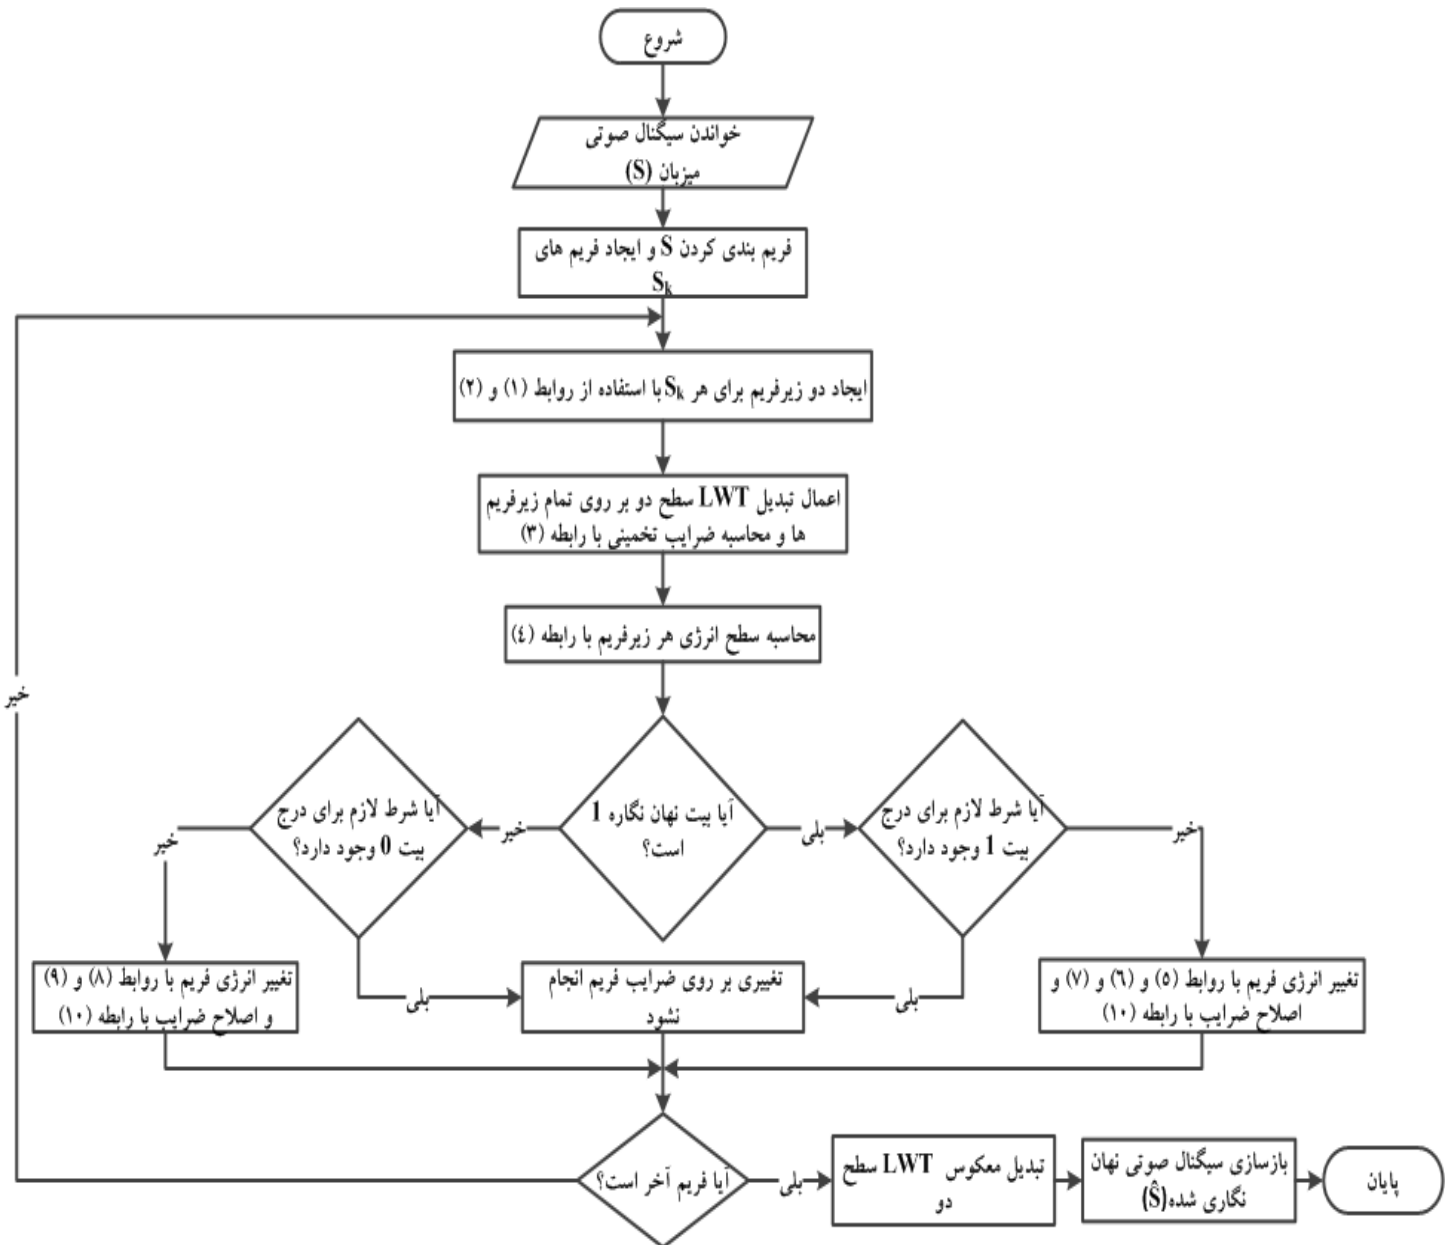 شروع
خواندن سیگنال صوتی
میزبان (S)
فریم بندی کردن S و ایجاد فریم های
Sk
ایجاد دو زیرفریم برای هر Sk با استفاده از روابط (۱) و (۲)
اعمال تبدیل LWT سطح دو بر روی تمام زیرفریم
ها و محاسبه ضرایب تخمینی با رابطه (۳)
محاسبه سطح انرژی هر زیرفریم با رابطه (٤)
خیر
آیا شرط لازم برای درج
بیت 1 وجود دارد؟
بلی
آیا بیت نهان نگاره 1
است؟
خیر
آیا شرط لازم برای درج
بیت 0 وجود دارد؟
خیر
خیر
تغییر انرژی فریم با روابط (٥) و (٦) و (۷) و
اصلاح ضرایب با رابطه (۱۰)
بلی
تغییری بر روی ضرایب فریم انجام
نشود
بلی
تغییر انرژی فریم با روابط (۸) و (۹)
و اصلاح ضرایب با رابطه (۱۰)
آیا فریم آخر است؟
بلی
تبدیل معکوس LWT سطح
دو
بازسازی سیگنال صوتی نهان
نگاری شده(Ŝ)
پایان